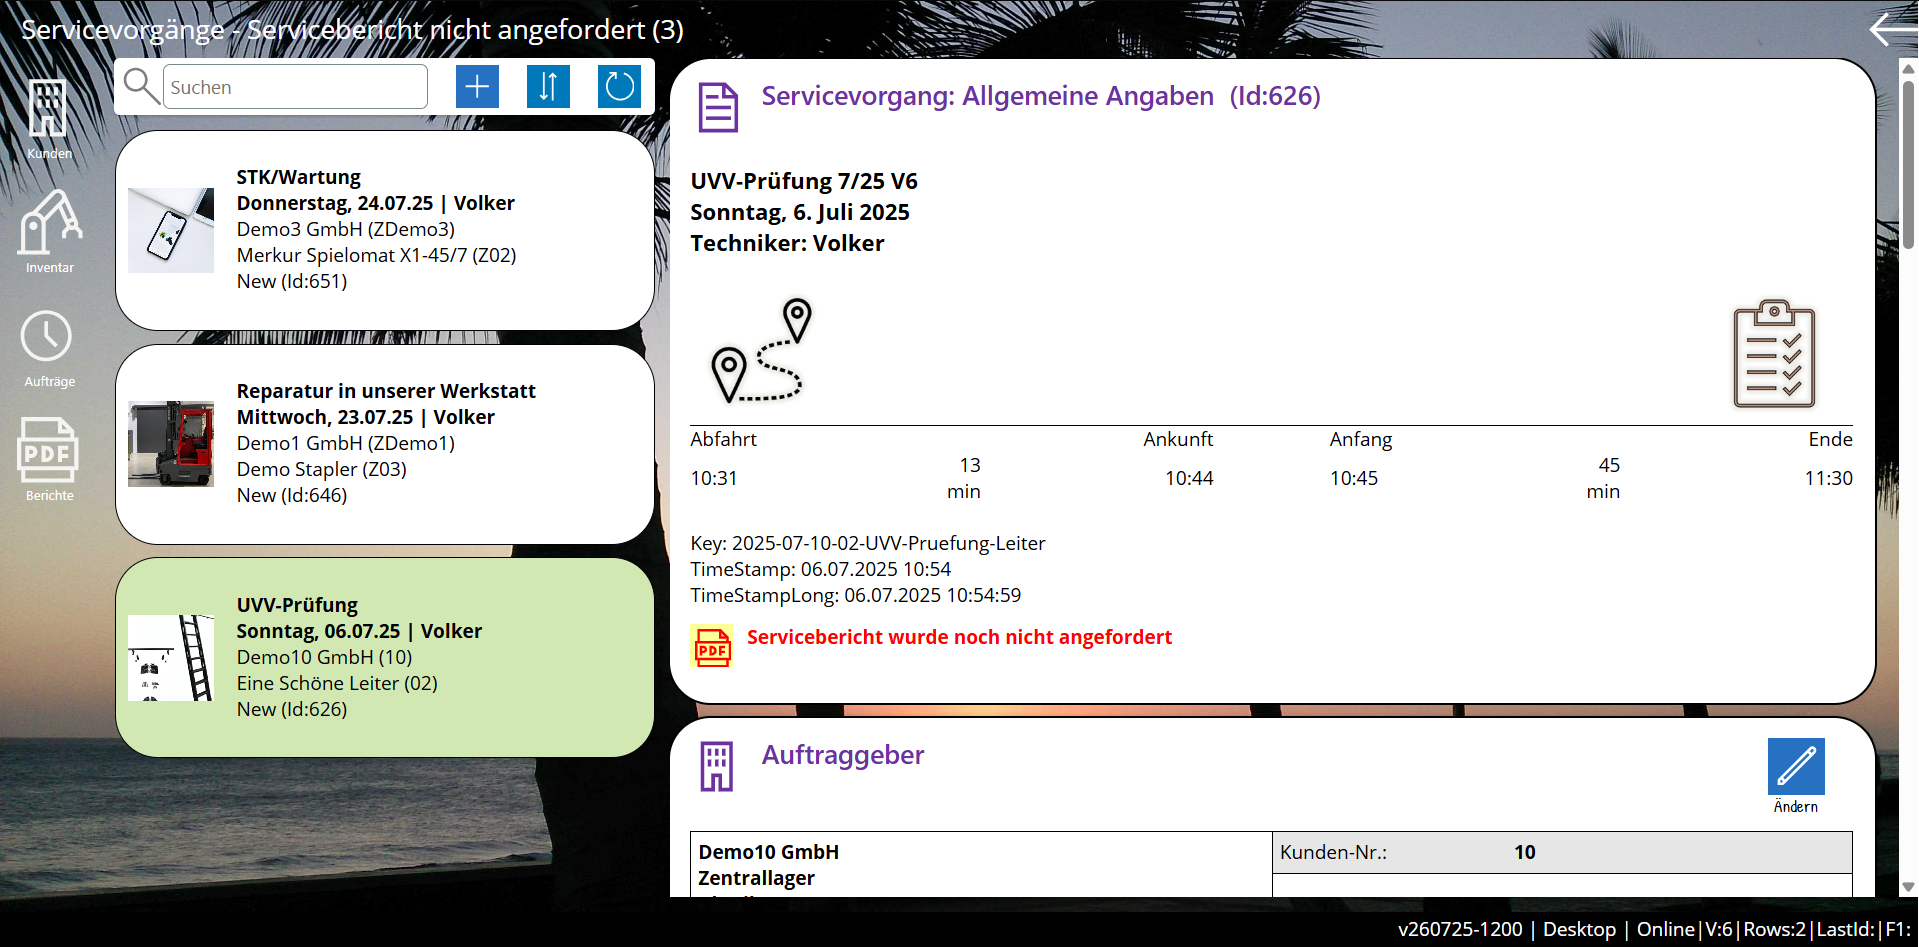 Servicevorgänge - Servicebericht nicht angefordert (3)
Kunden
Inventar
Aufträge
PDF
Berichte
Suchen
STK/Wartung
Donnerstag, 24.07.25 | Volker
Demo3 GmbH (ZDemo3)
Merkur Spielomat X1-45/7 (Z02)
New (Id:651)
Reparatur in unserer Werkstatt
Mittwoch, 23.07.25 | Volker
Demo1 GmbH (ZDemo1)
Demo Stapler (Z03)
New (Id:646)
UVV-Prüfung
Sonntag, 06.07.25 | Volker
Demo10 GmbH (10)
Eine Schöne Leiter (02)
New (Id:626)
Servicevorgang: Allgemeine Angaben (Id:626)
UVV-Prüfung 7/25 V6
Sonntag, 6. Juli 2025
Techniker: Volker
Abfahrt Ankunft Anfang Ende
10:31 13 min 10:44 10:45 45 min 11:30
Key: 2025-07-10-02-UVV-Pruefung-Leiter
TimeStamp: 06.07.2025 10:54
TimeStampLong: 06.07.2025 10:54:59
PDF Servicebericht wurde noch nicht angefordert
Auftraggeber
Ändern
Demo10 GmbH
Zentrallager
Kunden-Nr.: 10
v260725-1200 | Desktop | Online|V:6|Rows:2|LastId:|F1: